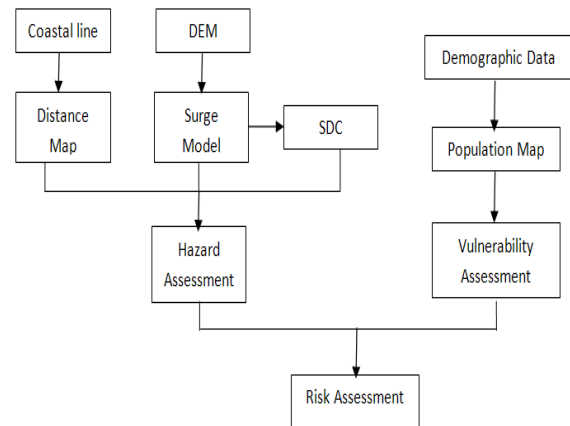 Coastal line
DEM
Demographic Data
Distance
Map
Surge
Model
SDC
Population Map
Hazard
Assessment
Vulnerability
Assessment
Risk Assessment